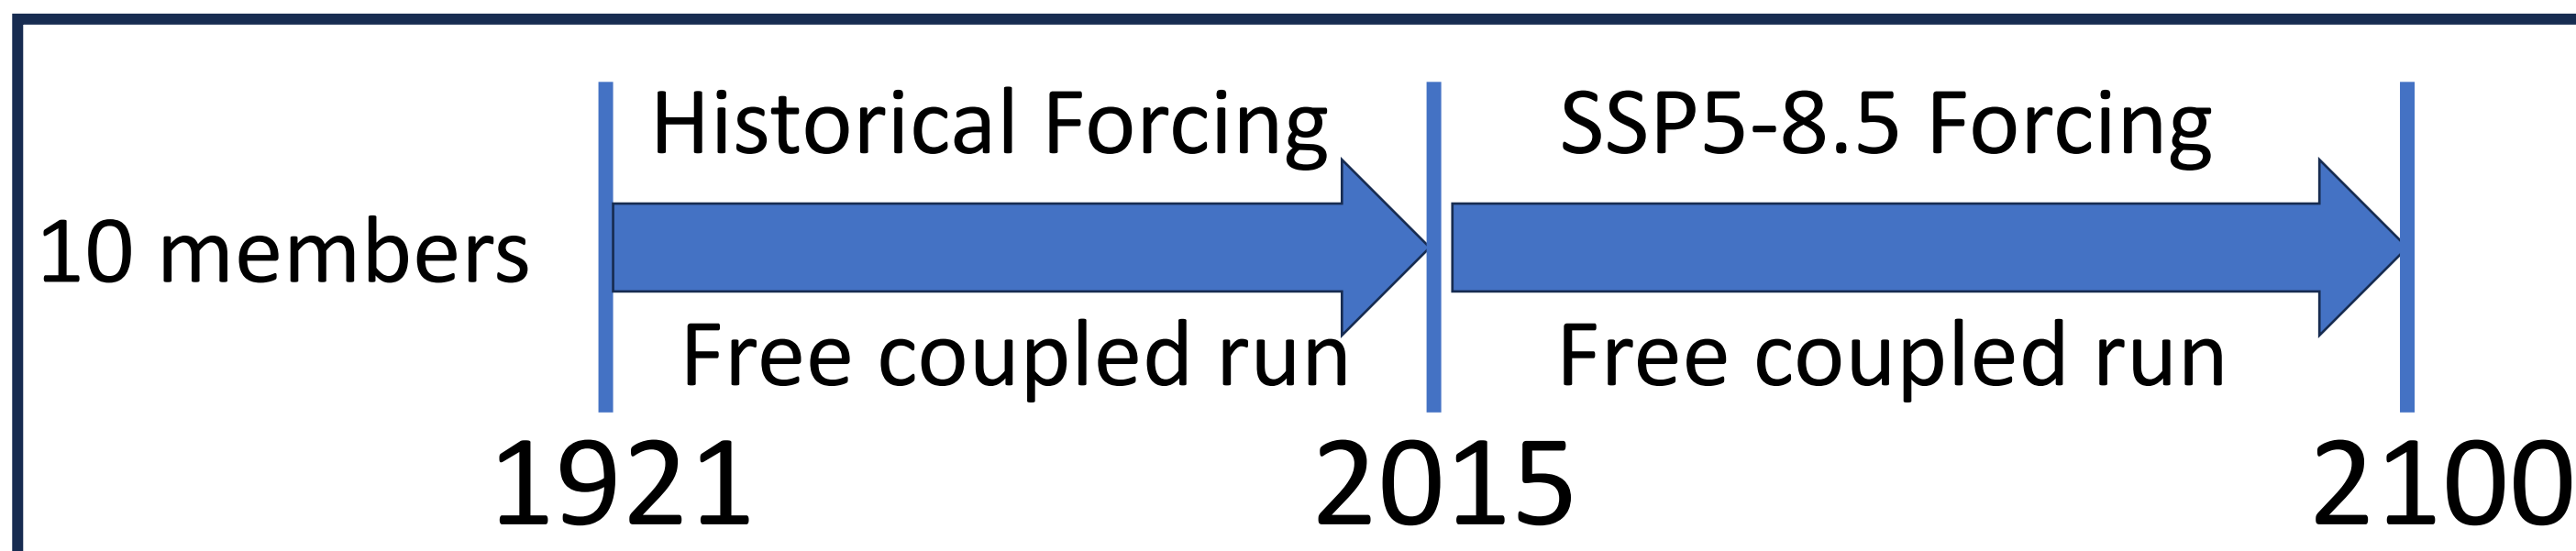 Historical Forcing
SSP5-8.5 Forcing
10 members
Free coupled run
Free coupled run
1921
2015
2100